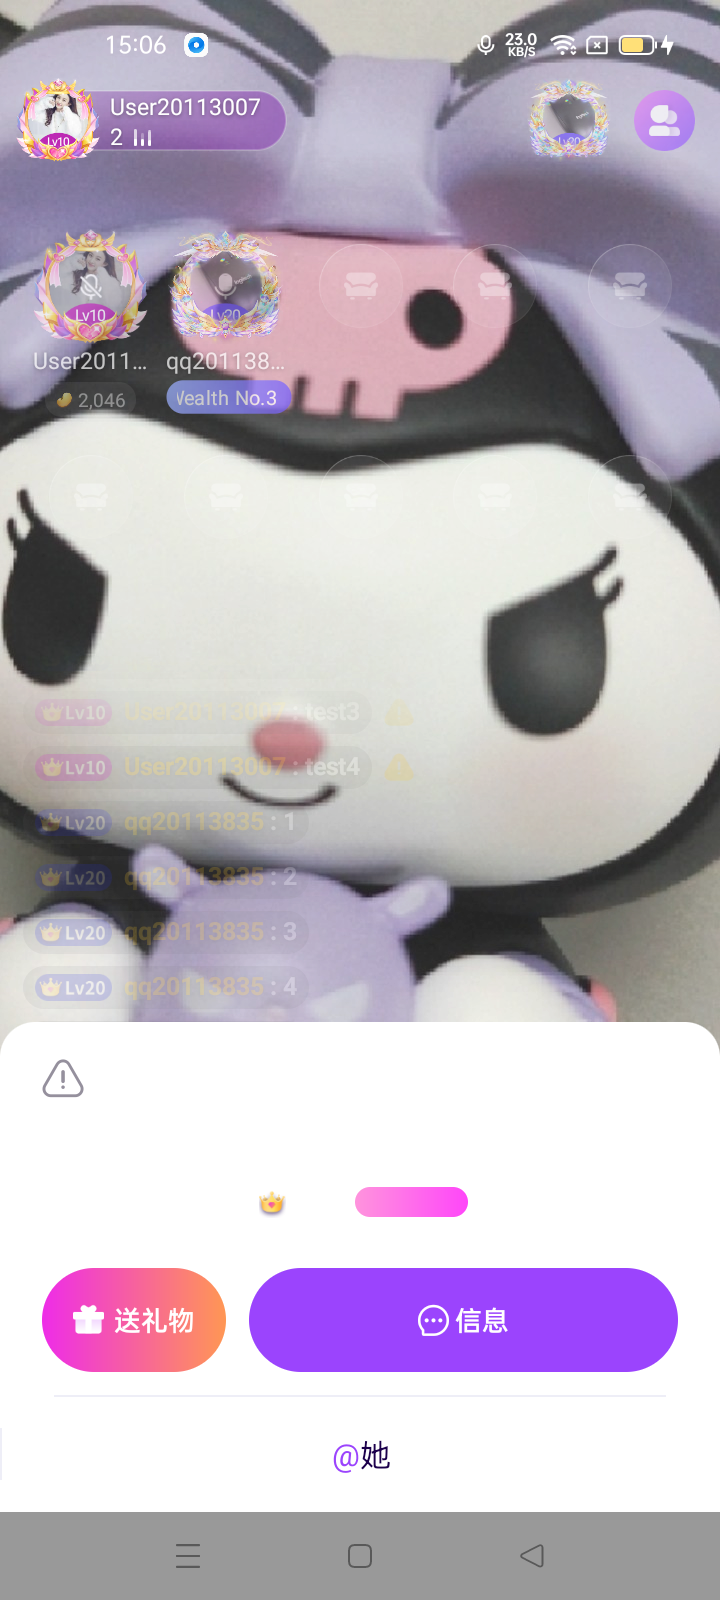 15:06
23.0
KB/S
User20113007
2
Lv10
Lv20
Lv10
Lv20
User2011...
qq201138...
2,046
Wealth No.3
Lv10 User20113007 : test3
Lv10 User20113007 : test4
Lv20 qq20113835 : 1
Lv20 qq20113835 : 2
Lv20 qq20113835 : 3
Lv20 qq20113835 : 4
送礼物
信息
@她